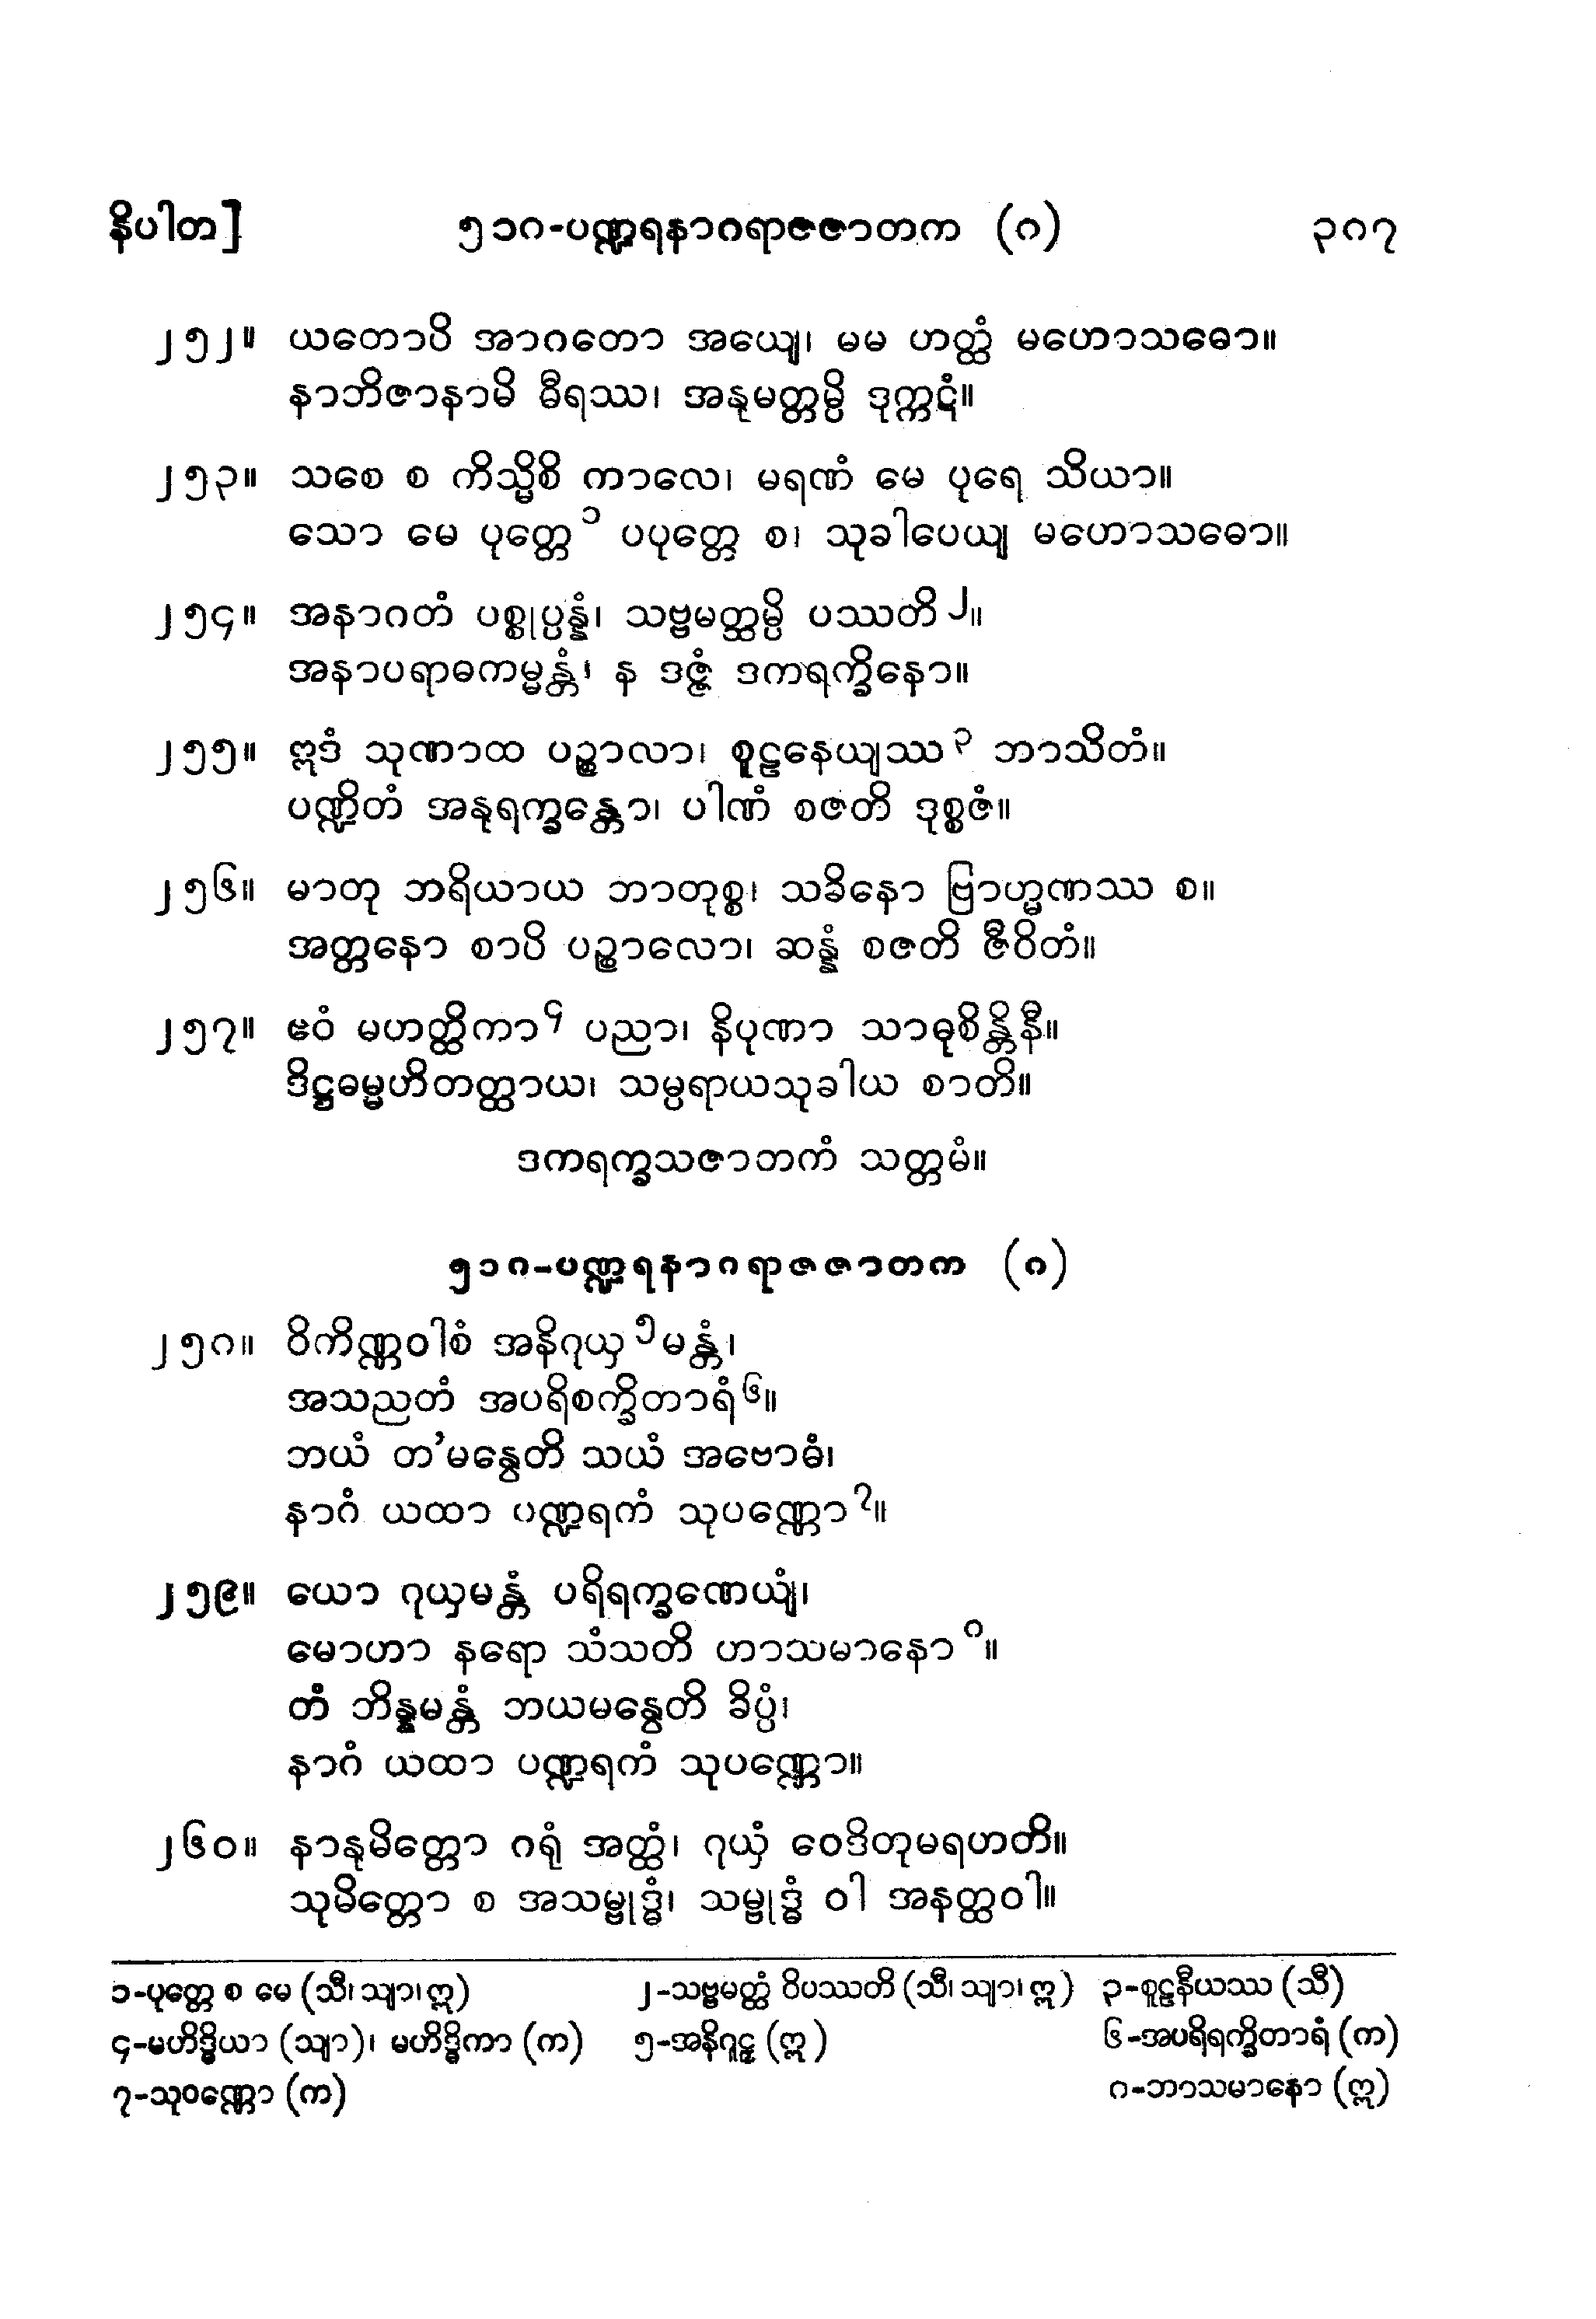 နိပါတ]		၅၁၈-ပဏ္ဍရနာဂရာဇဇာတက (၈)		၃၈၇
၂၅၂။ ယတောပိ အာဂတော အယျေ၊ မမ ဟတ္ထံ မဟောသဓော။
နာဘိဇာနာမိ ဓီရဿ၊ အနုမတ္တမ္ပိ ဒုက္ကဋံ။
၂၅၃။ သစေ စ ကိသ္မိစိ ကာလေ၊ မရဏံ မေ ပုရေ သိယာ။
သော မေ ပုတ္တေ ၁ ပပုတ္တေ စ၊ သုခါပေယျ မဟောသဓော။
၂၅၄။ အနာဂတံ ပစ္စုပ္ပန္နံ၊ သဗ္ဗမတ္ထမ္ပိ ပဿတိ ၂။
အနာပရာဓကမ္မန္တံ၊ န ဒဇ္ဇံ ဒကရက္ခိနော။
၂၅၅။ ဣဒံ သုဏာထ ပဉ္စာလာ၊ စူဠနေယျဿ ၃ ဘာသိတံ။
ပဏ္ဍိတံ အနုရက္ခန္တော၊ ပါဏံ စဇတိ ဒုစ္စဇံ။
၂၅၆။ မာတု ဘရိယာယ ဘာတုစ္စ၊ သခိနော ဗြာဟ္မဏဿ စ။
အတ္တနော စာပိ ပဉ္စာလော၊ ဆန္နံ စဇတိ ဇီဝိတံ။
၂၅၇။ ဧဝံ မဟတ္ထိကာ ၄ ပညာ၊ နိပုဏာ သာဓုစိန္တိနီ။
ဒိဋ္ဌဓမ္မဟိတတ္ထာယ၊ သမ္ပရာယသုခါယ စာတိ။
ဒကရက္ခသဇာတကံ သတ္တမံ။
၅၁၈-ပဏ္ဍရနာဂရာဇဇာတက (၈)
၂၅၈။ ဝိကိဏ္ဏဝါစံ အနိဂုယှ ၅ မန္တံ၊
အသညတံ အပရိစက္ခိတာရံ ၆။
ဘယံ တ’မနွေတိ သယံ အဗောဓံ၊
နာဂံ ယထာ ပဏ္ဍရကံ သုပဏ္ဏော ၇။
၂၅၉။ ယော ဂုယှမန္တံ ပရိရက္ခဏေယျံ၊
မောဟာ နရော သံသတိ ဟာသမာနော ၈။
တံ ဘိန္နမန္တံ ဘယမနွေတိ ခိပ္ပံ၊
နာဂံ ယထာ ပဏ္ဍရကံ သုပဏ္ဏော။
၂၆၀။ နာနုမိတ္တော ဂရုံ အတ္ထံ၊ ဂုယှံ ဝေဒိတုမရဟတိ။
သုမိတ္တော စ အသမ္ဗုဒ္ဓံ၊ သမ္ဗုဒ္ဓံ ဝါ အနတ္ထဝါ။
၁-ပုတ္တေ စ မေ (သီ၊ သျာ၊ ဣ)	၂-သဗ္ဗမတ္ထံ ဝိပဿတိ (သီ၊ သျာ၊ ဣ)	၃-စူဠနီယဿ (သီ)
၄-မဟိဒ္ဓိယာ (သျာ)၊ မဟိဒ္ဓိကာ (က)	၅-အနိဂူဠှ (ဣ)	၆-အပရိရက္ခိတာရံ (က)
၇-သုဝဏ္ဏော (က)	၈-ဘာသမာနော (ဣ)